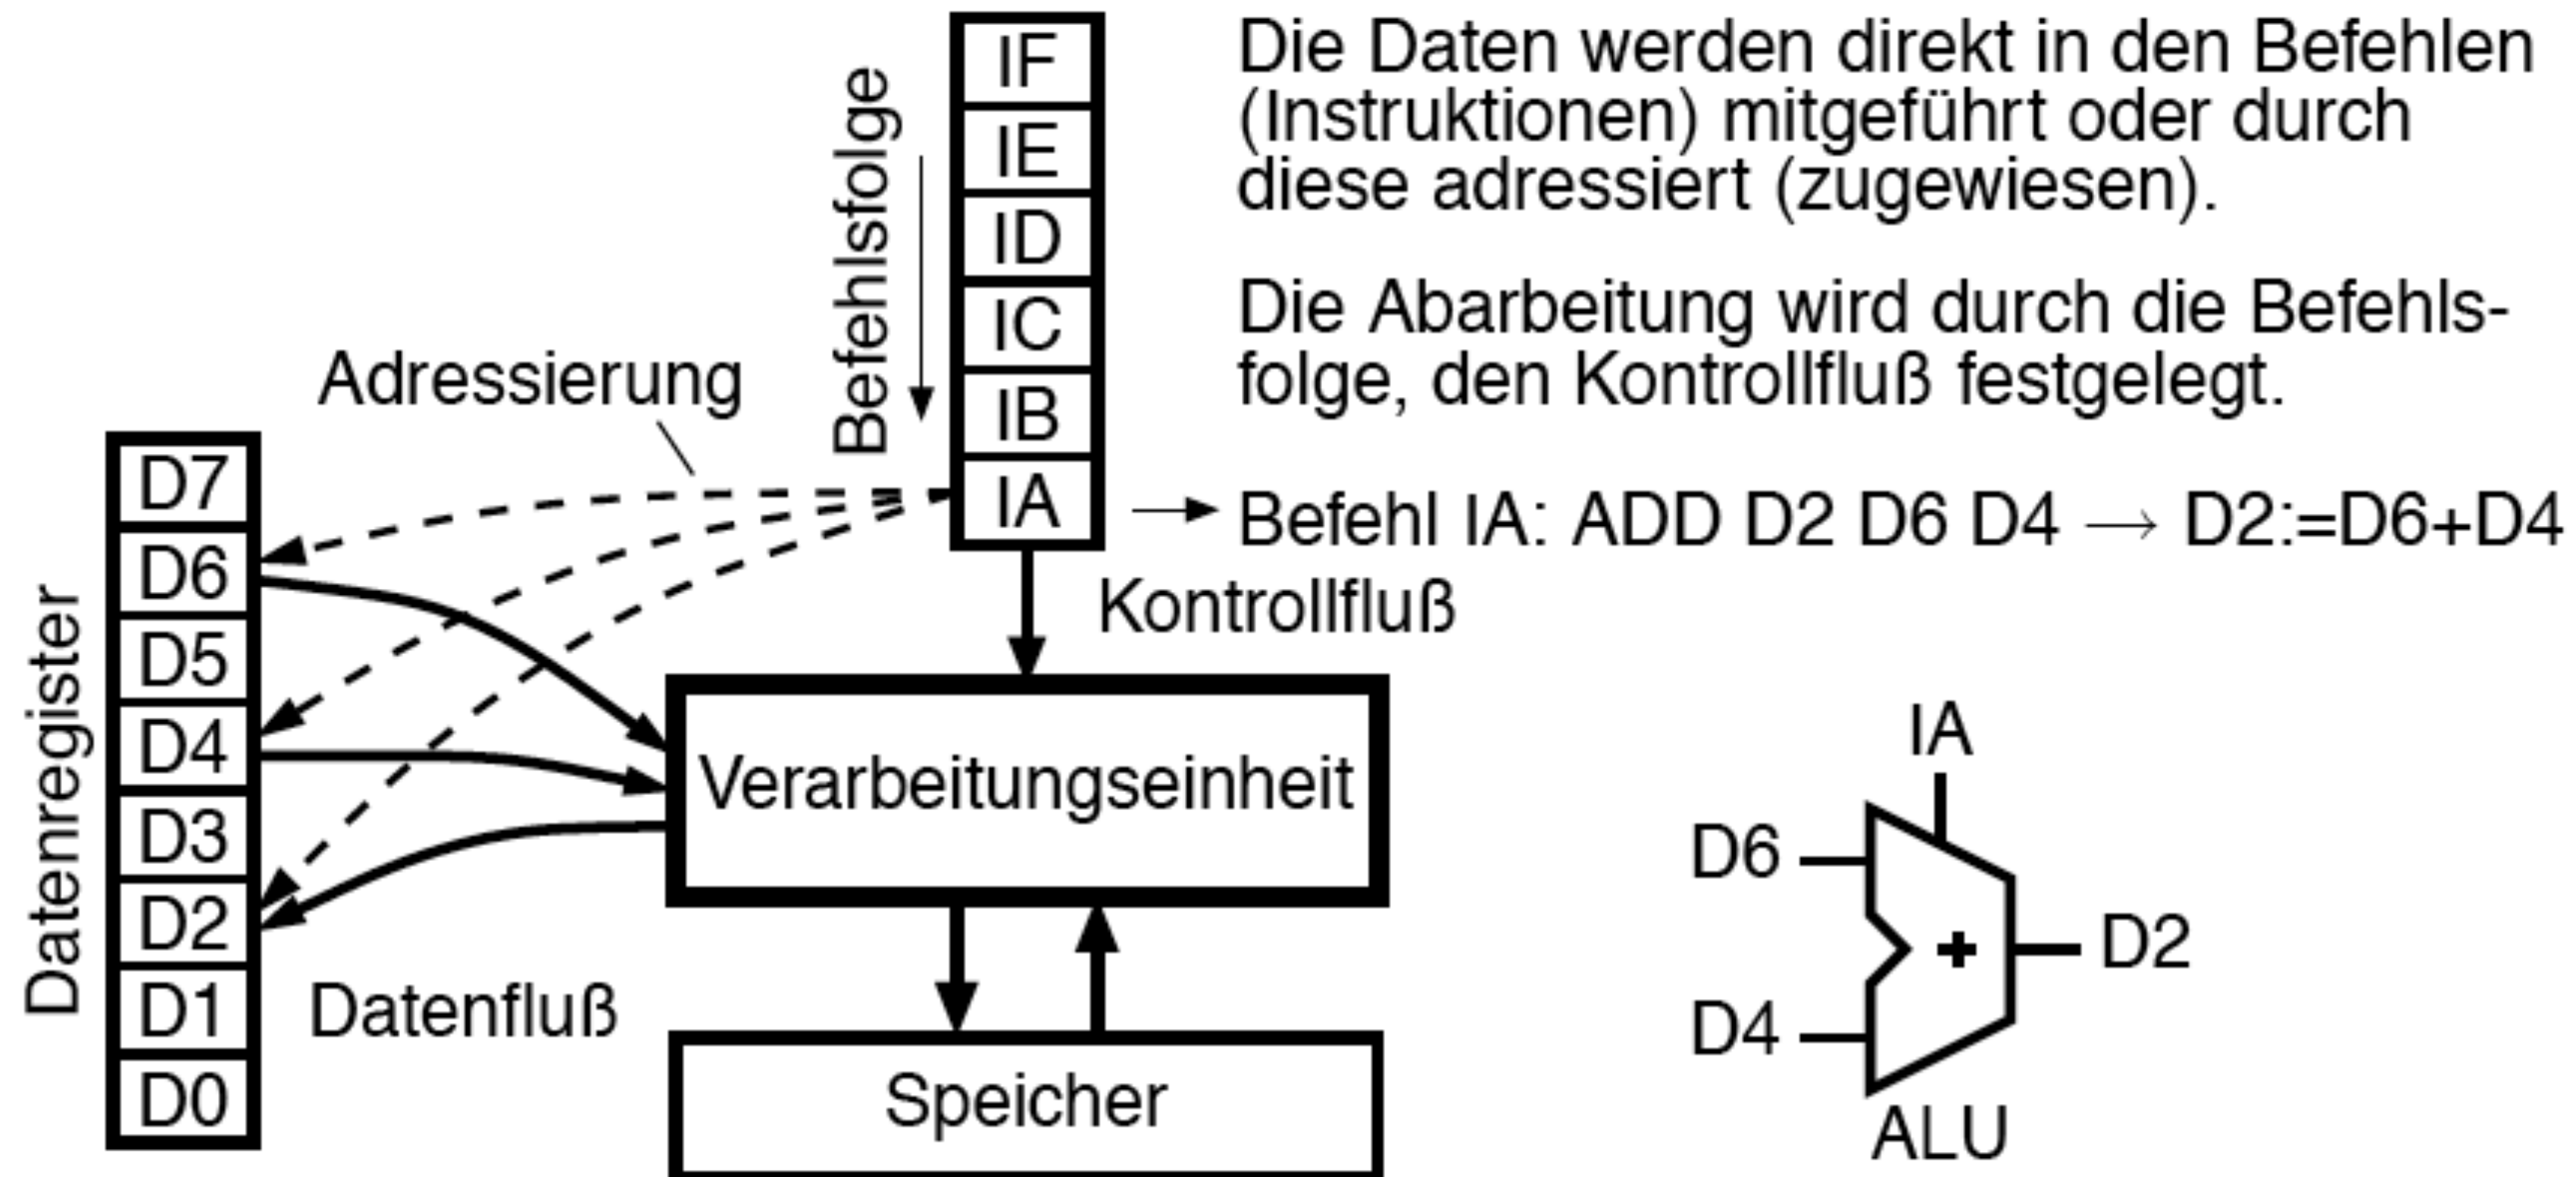 IF
IE
ID
IC
IB
IA
Befehlsfolge
Die Daten werden direkt in den Befehlen
(Instruktionen) mitgeführt oder durch
diese adressiert (zugewiesen).
Die Abarbeitung wird durch die Befehls-
folge, den Kontrollfluß festgelegt.
Befehl IA: ADD D2 D6 D4 → D2:=D6+D4
Adressierung
Kontrollfluß
Datenregister
D7
D6
D5
D4
D3
D2
D1
D0
Datenfluß
Verarbeitungseinheit
Speicher
IA
D6
+
D2
D4
ALU